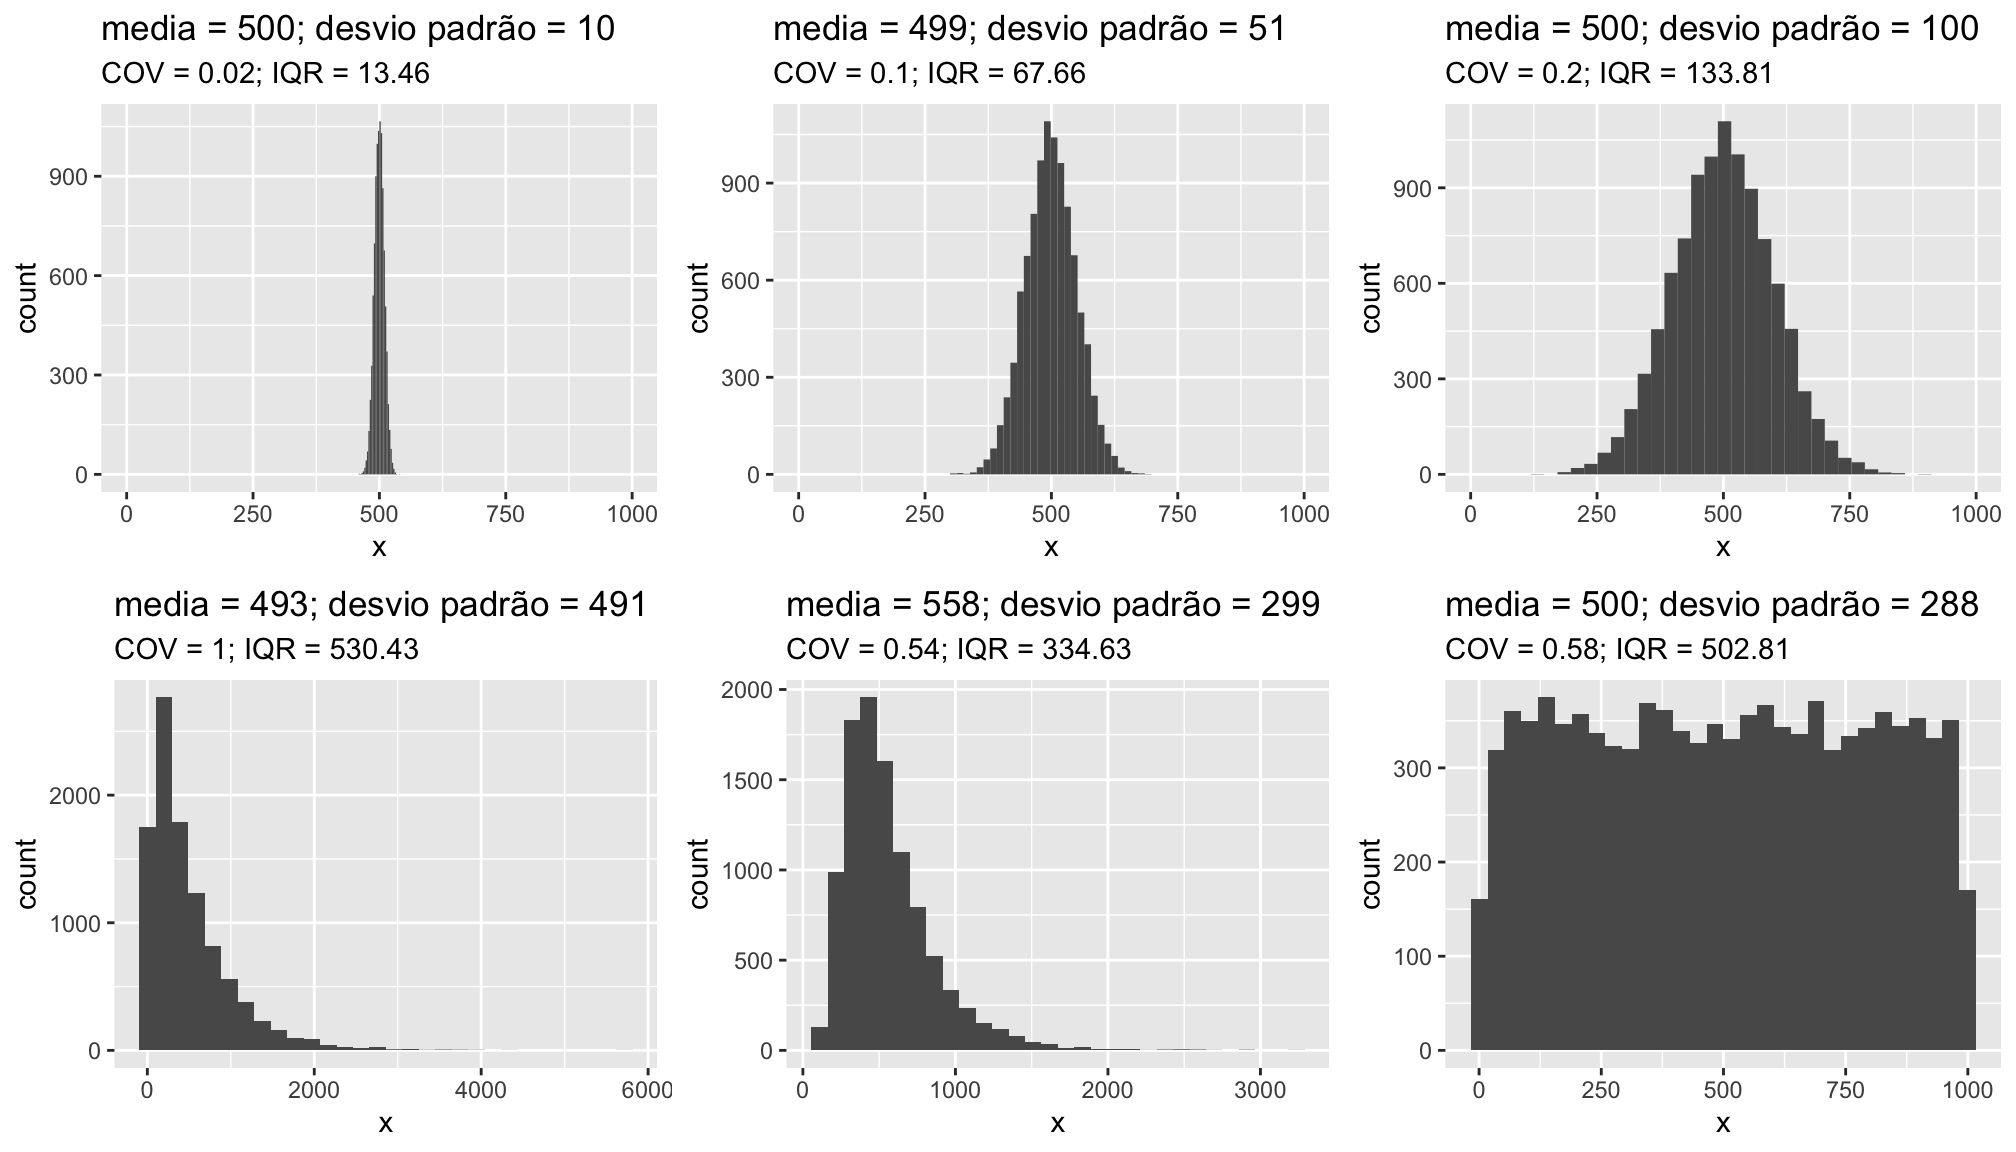 media = 500; desvio padrão = 10
COV = 0.02; IQR = 13.46
900
600
300
0
count
0 250 500 750 1000
x
media = 499; desvio padrão = 51
COV = 0.1; IQR = 67.66
900
600
300
0
count
0 250 500 750 1000
x
media = 500; desvio padrão = 100
COV = 0.2; IQR = 133.81
900
600
300
0
count
0 250 500 750 1000
x
media = 493; desvio padrão = 491
COV = 1; IQR = 530.43
2000
1000
0
count
0 2000 4000 6000
x
media = 558; desvio padrão = 299
COV = 0.54; IQR = 334.63
2000
1500
1000
500
0
count
0 1000 2000 3000
x
media = 500; desvio padrão = 288
COV = 0.58; IQR = 502.81
300
200
100
0
count
0 250 500 750 1000
x